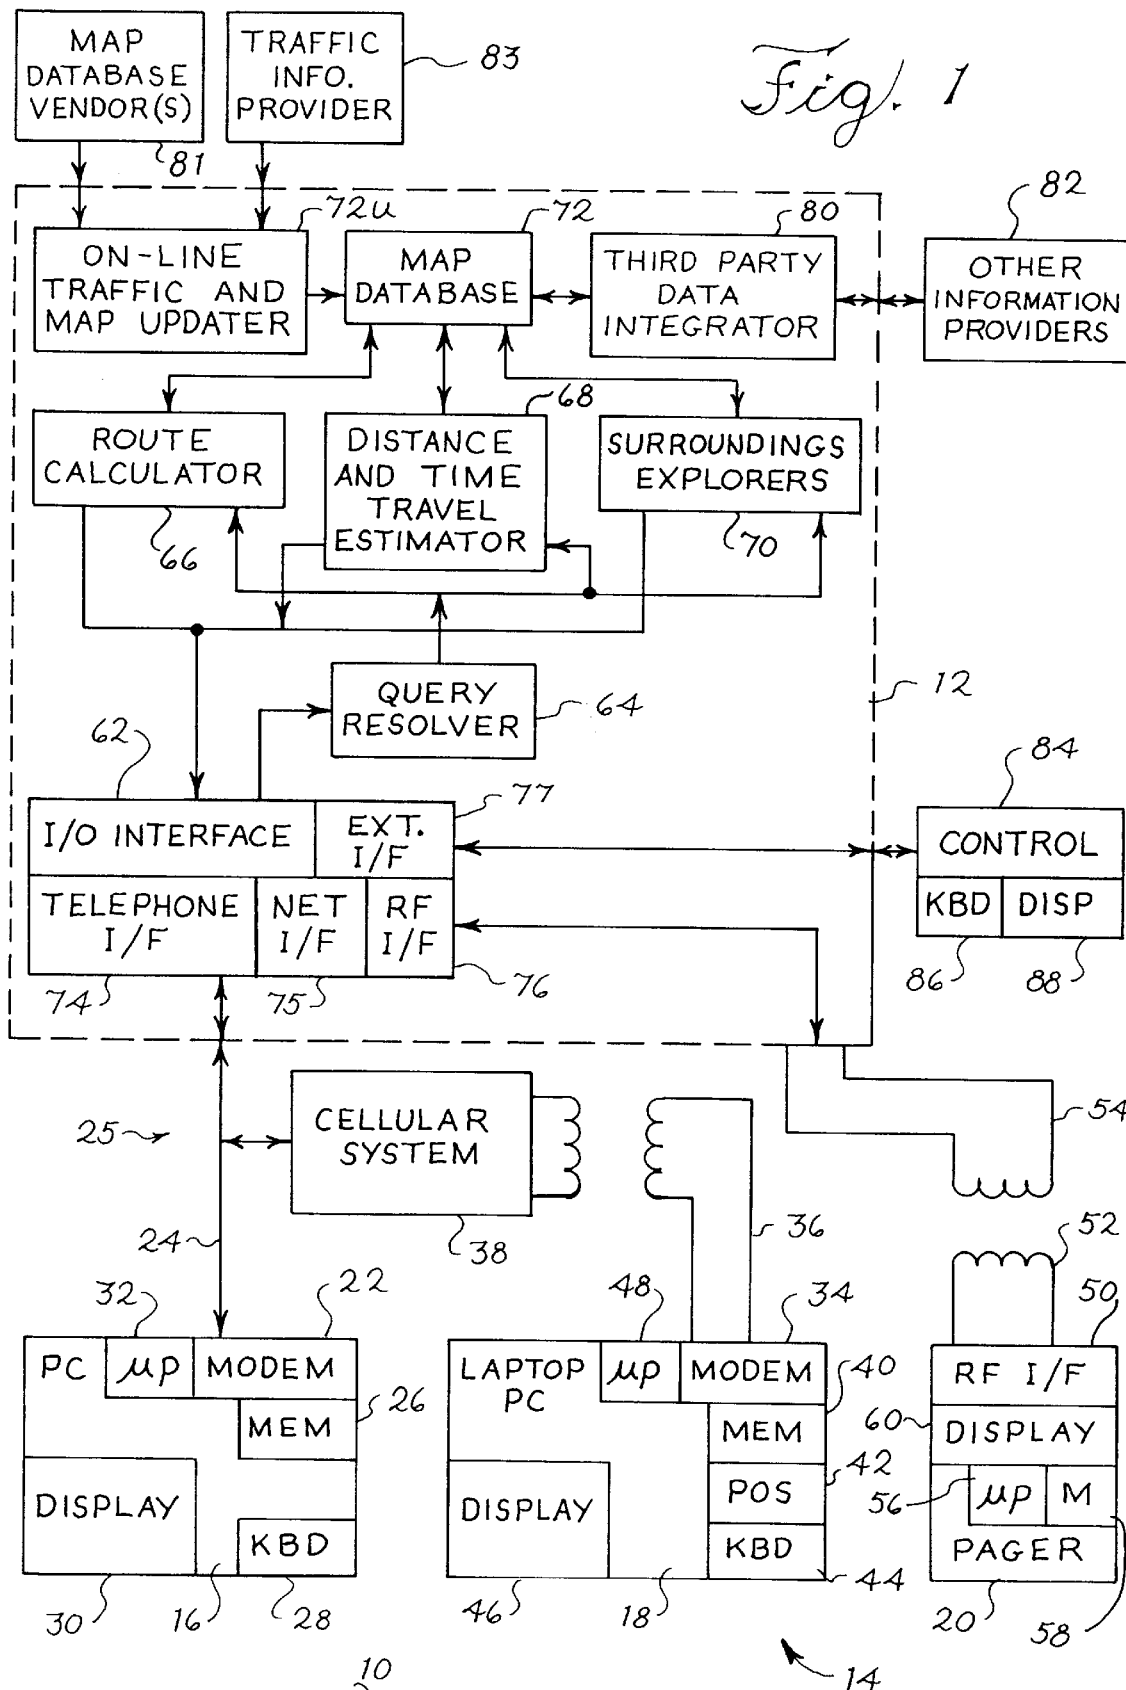 MAP
DATABASE
VENDOR(S)
TRAFFIC
INFO.
PROVIDER
83
Fig. 1
81
72u
72
80
82
ON-LINE
TRAFFIC AND
MAP UPDATER
MAP
DATABASE
THIRD PARTY
DATA
INTEGRATOR
OTHER
INFORMATION
PROVIDERS
68
ROUTE
CALCULATOR
DISTANCE
AND TIME
TRAVEL
ESTIMATOR
SURROUNDINGS
EXPLORERS
66
70
QUERY
RESOLVER
64
12
62
77
84
I/O INTERFACE
EXT.
I/F
CONTROL
TELEPHONE
I/F
NET
I/F
RF
I/F
KBD
DISP
74
75
76
86
88
25
CELLULAR
SYSTEM
54
24
38
36
52
32
22
48
34
50
PC
μp
MODEM
LAPTOP
PC
μp
MODEM
40
RF I/F
MEM
26
MEM
60
DISPLAY
42
DISPLAY
DISPLAY
POS
56
μp
M
KBD
KBD
PAGER
44
30
16
28
46
18
20
58
10
14